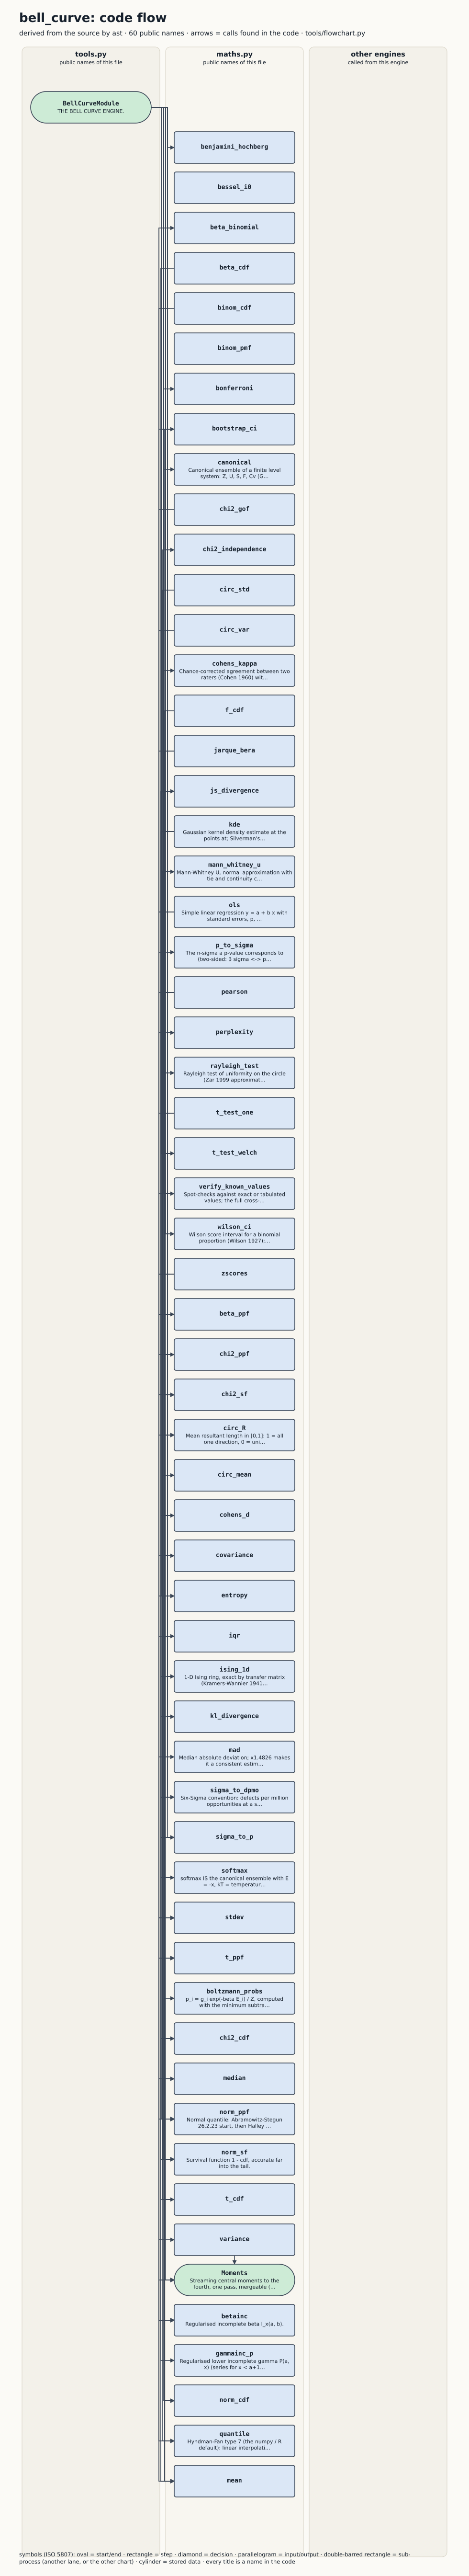 bell_curve: code flow
derived from the source by ast · 60 public names · arrows = calls found in the code · tools/flowchart.py
tools.py
public names of this file
maths.py
public names of this file
other engines
called from this engine
BellCurveModule
THE BELL CURVE ENGINE.
benjamini_hochberg
bessel_i0
beta_binomial
beta_cdf
binom_cdf
binom_pmf
bonferroni
bootstrap_ci
canonical
Canonical ensemble of a finite level
system: Z, U, S, F, Cv (G…
chi2_gof
chi2_independence
circ_std
circ_var
cohens_kappa
Chance-corrected agreement between two
raters (Cohen 1960) wit…
f_cdf
jarque_bera
js_divergence
kde
Gaussian kernel density estimate at the
points at; Silverman's…
mann_whitney_u
Mann-Whitney U, normal approximation with
tie and continuity c…
ols
Simple linear regression y = a + b x with
standard errors, p, …
p_to_sigma
The n-sigma a p-value corresponds to
(two-sided: 3 sigma <-> p…
pearson
perplexity
rayleigh_test
Rayleigh test of uniformity on the circle
(Zar 1999 approximat…
t_test_one
t_test_welch
verify_known_values
Spot-checks against exact or tabulated
values; the full cross-…
wilson_ci
Wilson score interval for a binomial
proportion (Wilson 1927);…
zscores
beta_ppf
chi2_ppf
chi2_sf
circ_R
Mean resultant length in [0,1]: 1 = all
one direction, 0 = uni…
circ_mean
cohens_d
covariance
entropy
iqr
ising_1d
1-D Ising ring, exact by transfer matrix
(Kramers-Wannier 1941…
kl_divergence
mad
Median absolute deviation; x1.4826 makes
it a consistent estim…
sigma_to_dpmo
Six-Sigma convention: defects per million
opportunities at a s…
sigma_to_p
softmax
softmax IS the canonical ensemble with E
= -x, kT = temperatur…
stdev
t_ppf
boltzmann_probs
p_i = g_i exp(-beta E_i) / Z, computed
with the minimum subtra…
chi2_cdf
median
norm_ppf
Normal quantile: Abramowitz-Stegun
26.2.23 start, then Halley …
norm_sf
Survival function 1 - cdf, accurate far
into the tail.
t_cdf
variance
Moments
Streaming central moments to the
fourth, one pass, mergeable (…
betainc
Regularised incomplete beta I_x(a, b).
gammainc_p
Regularised lower incomplete gamma P(a,
x) (series for x < a+1…
norm_cdf
quantile
Hyndman-Fan type 7 (the numpy / R
default): linear interpolati…
mean
symbols (ISO 5807): oval = start/end · rectangle = step · diamond = decision · parallelogram = input/output · double-barred rectangle = sub-
process (another lane, or the other chart) · cylinder = stored data · every title is a name in the code